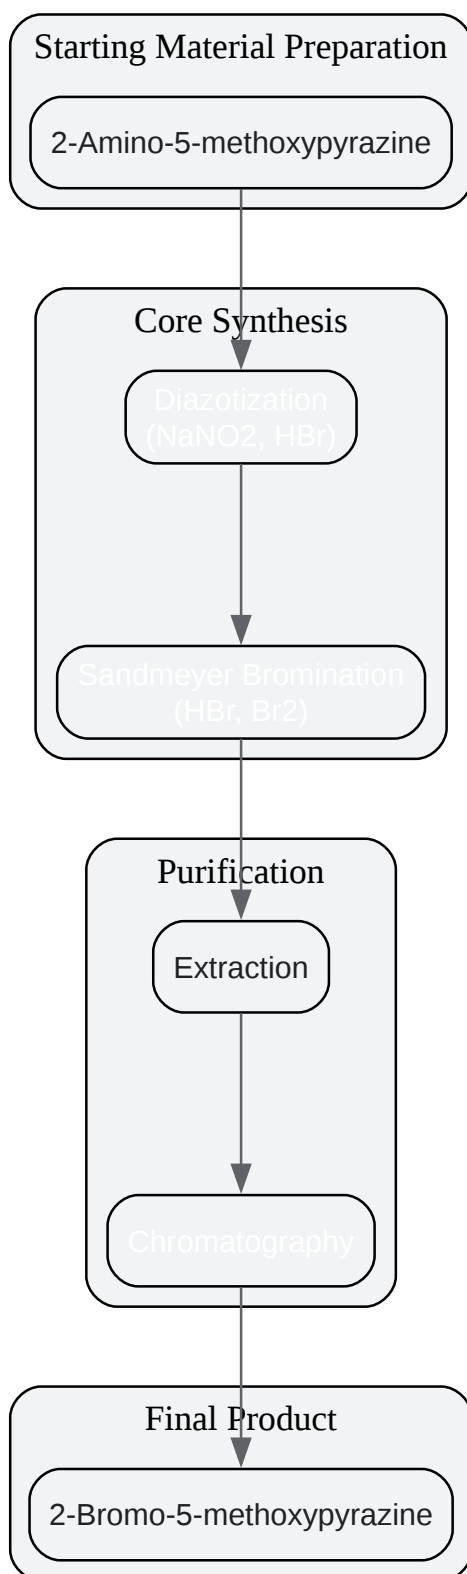 Starting Material Preparation
2-Amino-5-methoxypyrazine
Core Synthesis
Diazotization
(NaNO2, HBr)
Sandmeyer Bromination
(HBr, Br2)
Purification
Extraction
Chromatography
Final Product
2-Bromo-5-methoxypyrazine